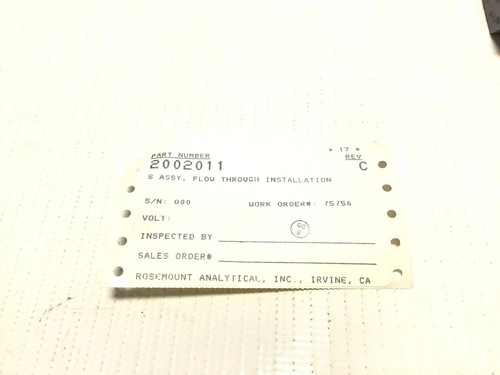 * 17 *
PART NUMBER REV
2002011 C
S ASSY, FLOW THROUGH INSTALLATION
S/N: 000 WORK ORDER#: 75756
VOLT:
INSPECTED BY
SALES ORDER#
ROSEMOUNT ANALYTICAL, INC., IRVINE, CA